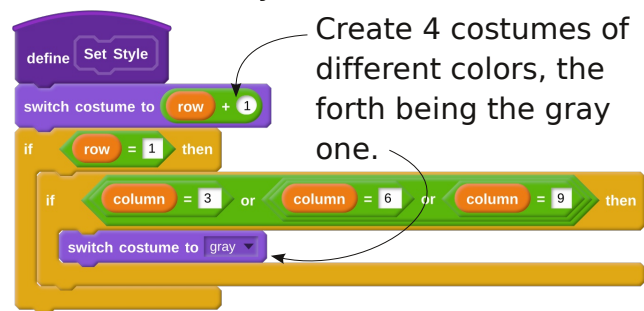 Create 4 costumes of
different colors, the
forth being the gray
one.
define Set Style
switch costume to row + 1
if row = 1 then
if column = 3 or column = 6 or column = 9 then
switch costume to gray